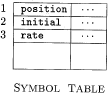 1 position ...
2 initial ...
3 rate ...
SYMBOL TABLE